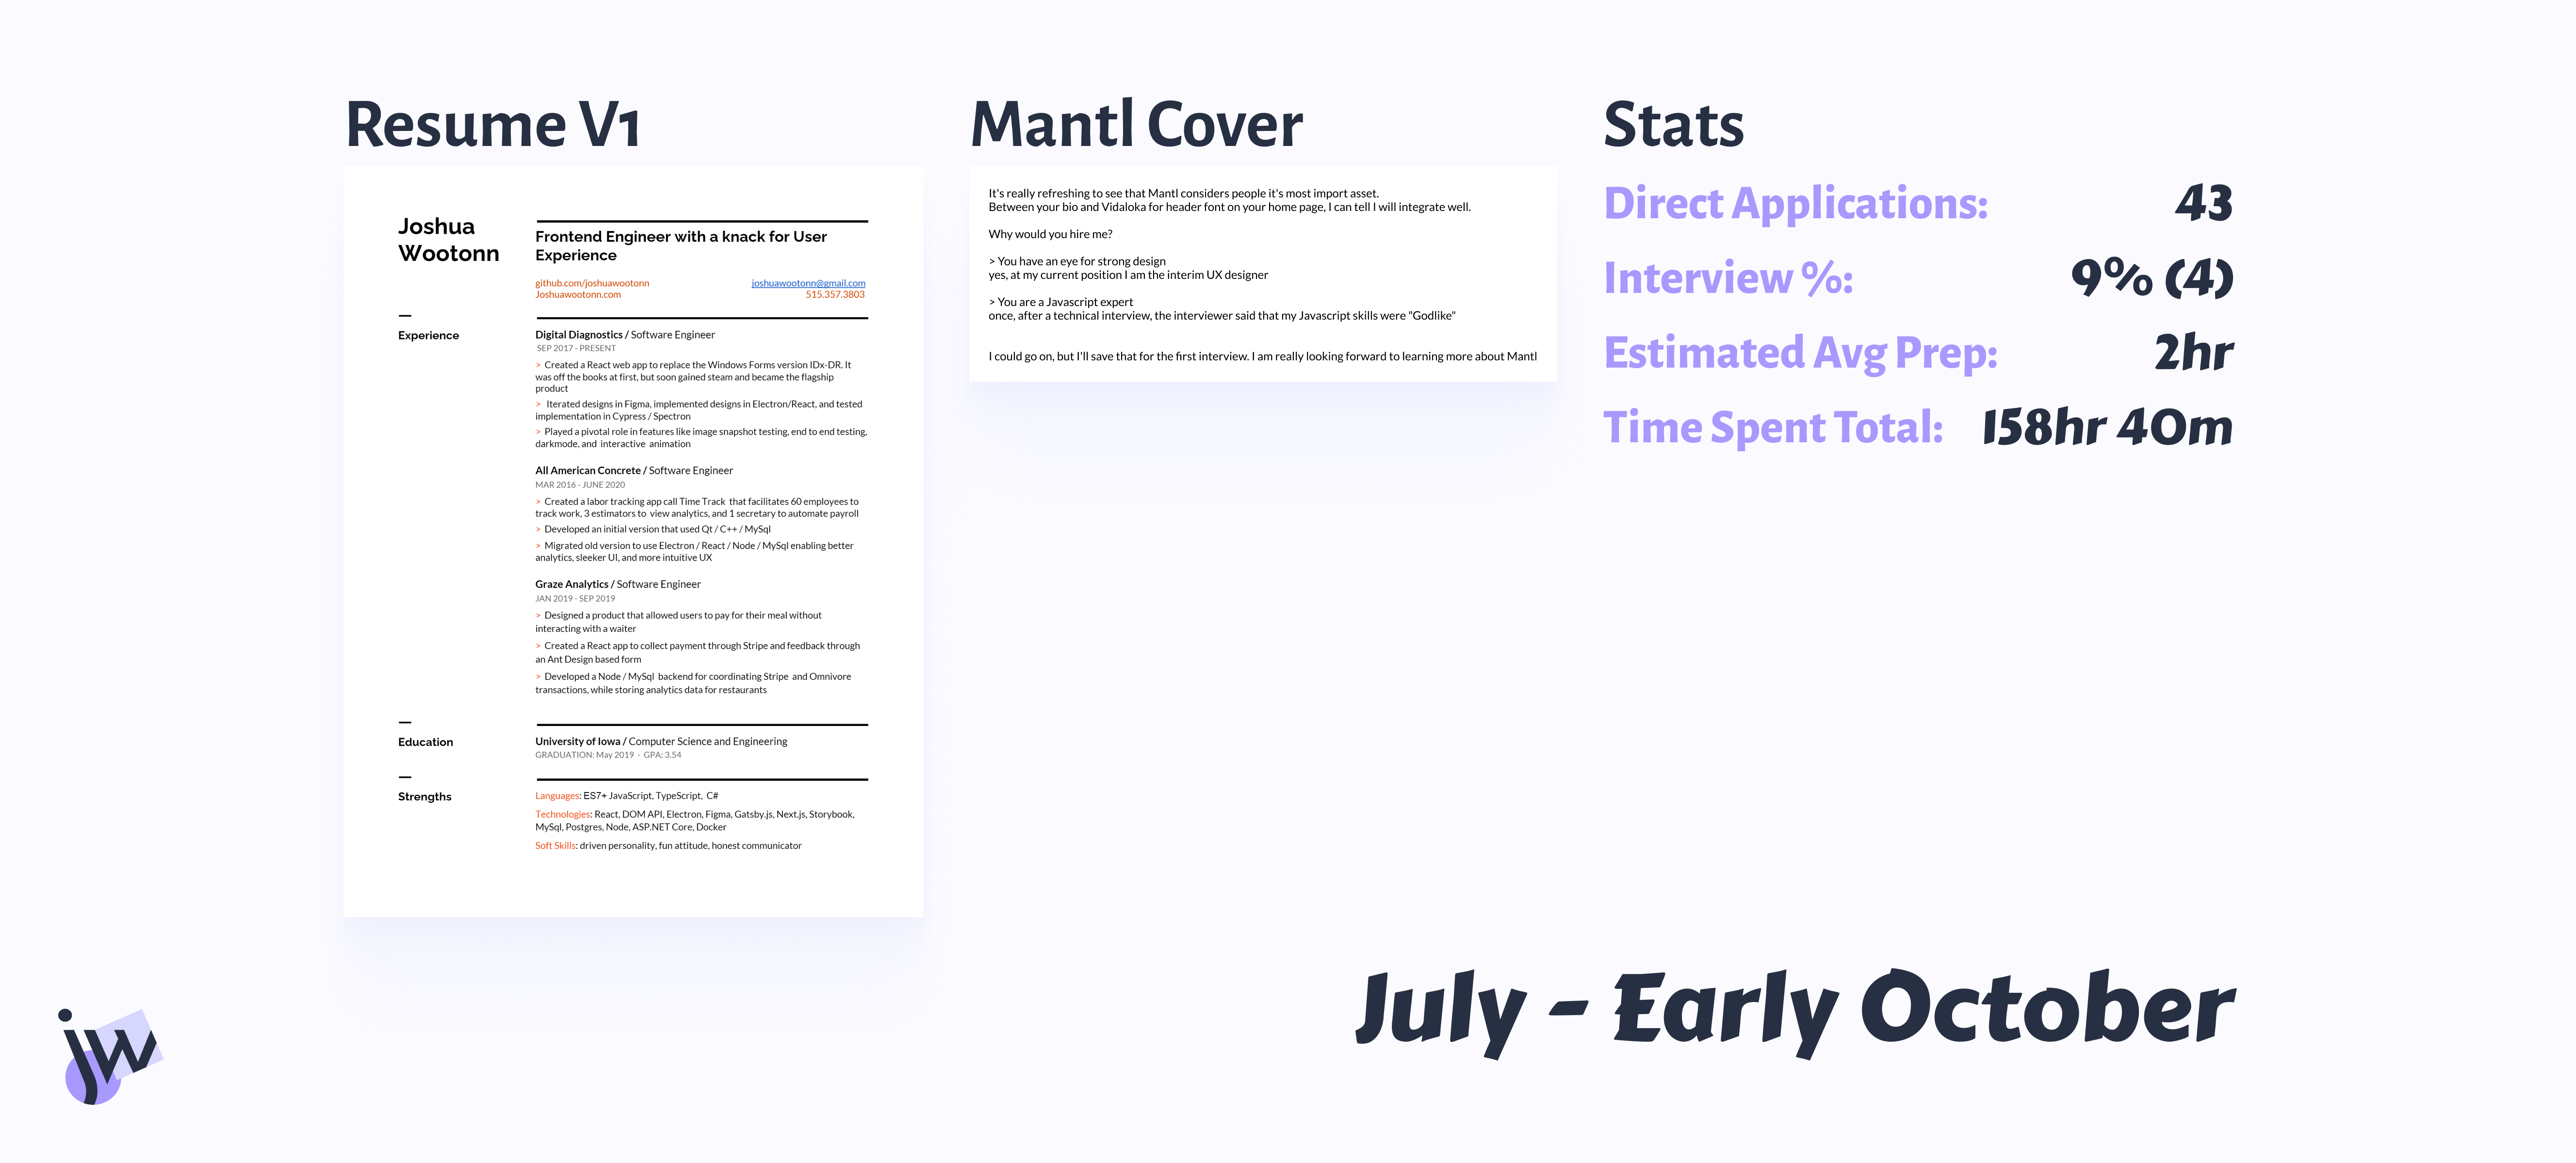 Resume V1
Joshua
Wootonn
Frontend Engineer with a knack for User
Experience
github.com/joshuawootonn
joshuawootonn@gmail.com
Joshuawootonn.com
515.357.3803
Experience
Digital Diagnostics / Software Engineer
SEP 2017 - PRESENT
> Created a React web app to replace the Windows Forms version IDx-DR. It
was off the books at first, but soon gained steam and became the flagship
product
> Iterated designs in Figma, implemented designs in Electron/React, and tested
implementation in Cypress / Spectron
> Played a pivotal role in features like image snapshot testing, end to end testing,
darkmode, and interactive animation
All American Concrete / Software Engineer
MAR 2016 - JUNE 2020
> Created a labor tracking app call Time Track that facilitates 60 employees to
track work, 3 estimators to view analytics, and 1 secretary to automate payroll
> Developed an initial version that used Qt / C++ / MySql
> Migrated old version to use Electron / React / Node / MySql enabling better
analytics, sleeker UI, and more intuitive UX
Graze Analytics / Software Engineer
JAN 2019 - SEP 2019
> Designed a product that allowed users to pay for their meal without
interacting with a waiter
> Created a React app to collect payment through Stripe and feedback through
an Ant Design based form
> Developed a Node / MySql backend for coordinating Stripe and Omnivore
transactions, while storing analytics data for restaurants
Education
University of Iowa / Computer Science and Engineering
GRADUATION: May 2019 - GPA: 3.54
Strengths
Languages: ES7+ JavaScript, TypeScript, C#
Technologies: React, DOM API, Electron, Figma, Gatsby.js, Next.js, Storybook,
MySql, Postgres, Node, ASP.NET Core, Docker
Soft Skills: driven personality, fun attitude, honest communicator
Mantl Cover
It's really refreshing to see that Mantl considers people it's most import asset.
Between your bio and Vidaloka for header font on your home page, I can tell I will integrate well.
Why would you hire me?
> You have an eye for strong design
yes, at my current position I am the interim UX designer
> You are a Javascript expert
once, after a technical interview, the interviewer said that my Javascript skills were "Godlike"
I could go on, but I'll save that for the first interview. I am really looking forward to learning more about Mantl
Stats
Direct Applications: 43
Interview %: 9% (4)
Estimated Avg Prep: 2hr
Time Spent Total: 158hr 40m
July - Early October
jw